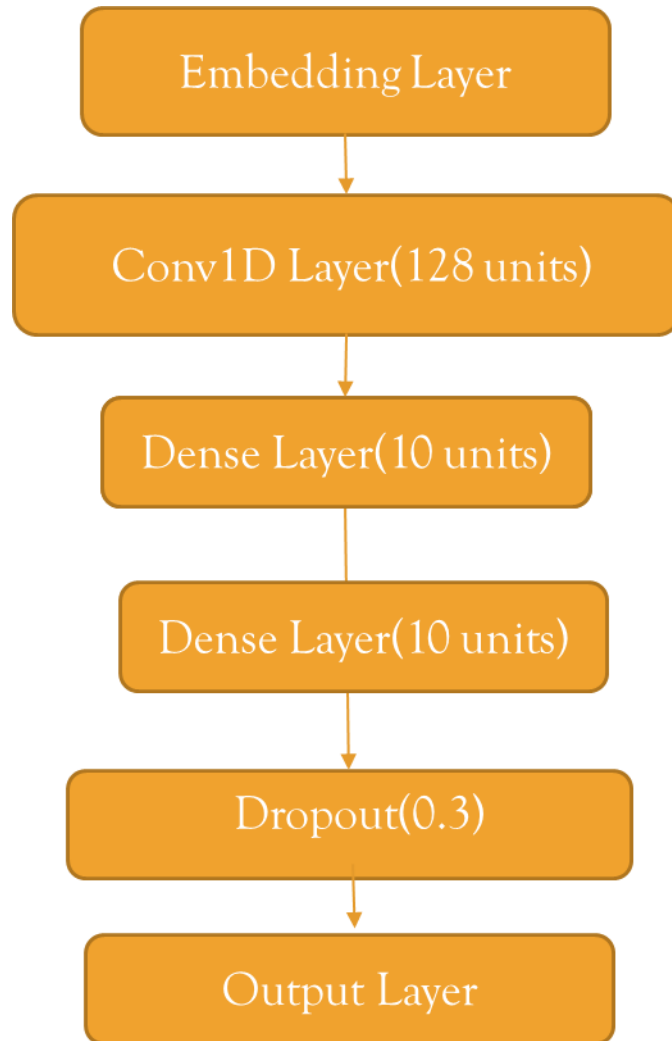 Embedding Layer
Conv1D Layer(128 units)
Dense Layer(10 units)
Dense Layer(10 units)
Dropout(0.3)
Output Layer